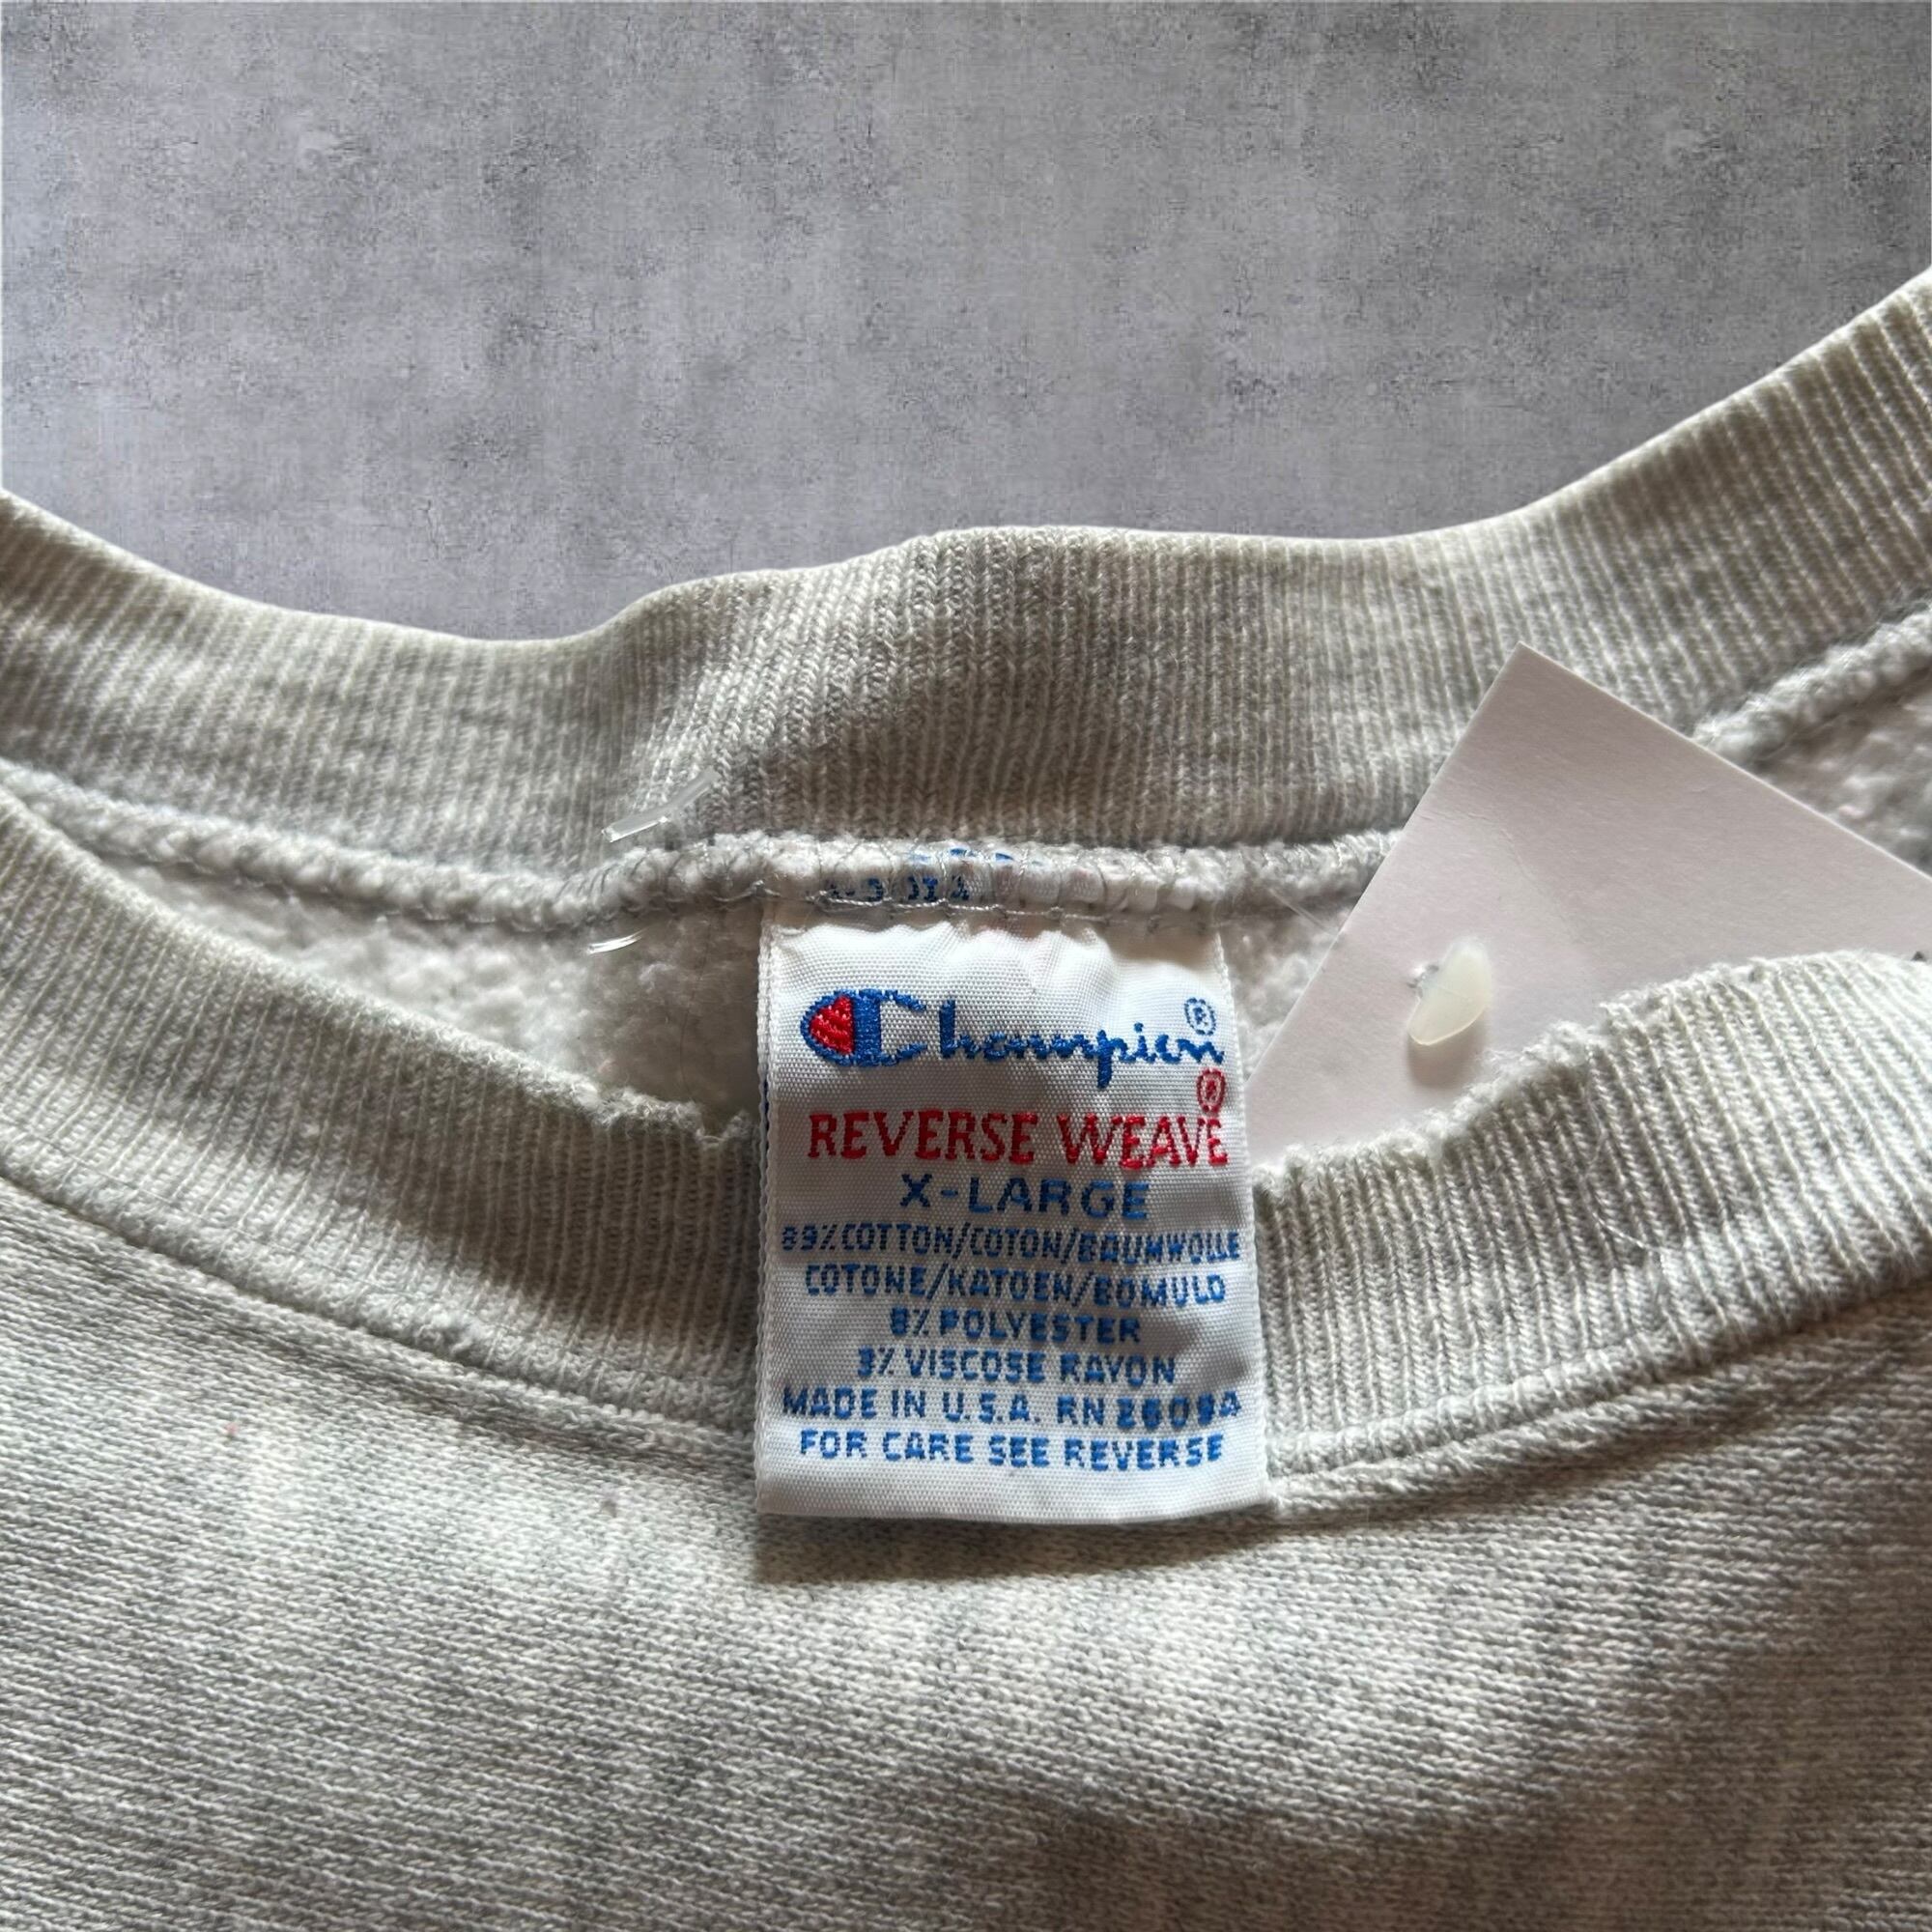 Champion®
REVERSE WEAVE®
X-LARGE
89% COTTON/COTON/BAUMWOLLE
COTONE/KATOEN/BOMULD
8% POLYESTER
3% VISCOSE RAYON
MADE IN U.S.A. RN 26094
FOR CARE SEE REVERSE